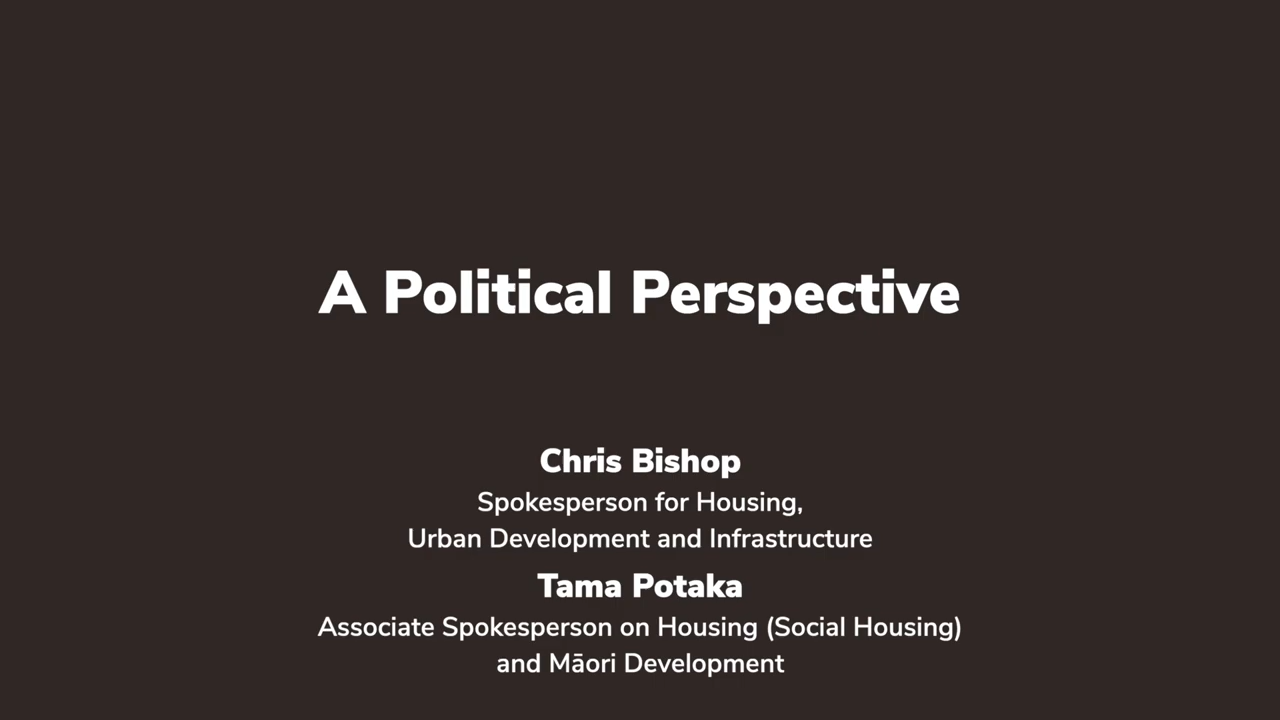 A Political Perspective
Chris Bishop
Spokesperson for Housing,
Urban Development and Infrastructure
Tama Potaka
Associate Spokesperson on Housing (Social Housing)
and Māori Development